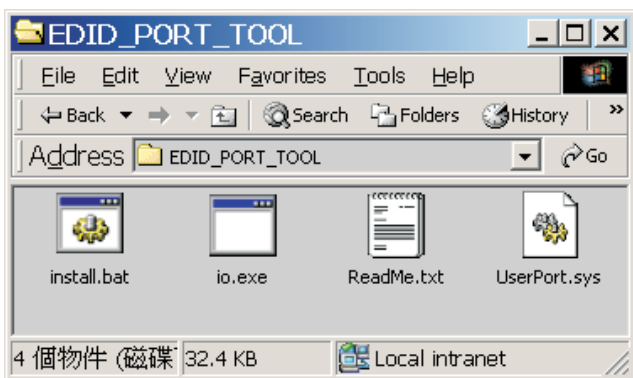 EDID_PORT_TOOL
File Edit View Favorites Tools Help
Back Search Folders History »
Address EDID_PORT_TOOL Go
install.bat io.exe ReadMe.txt UserPort.sys
4 個物件 (磁碟 32.4 KB Local intranet